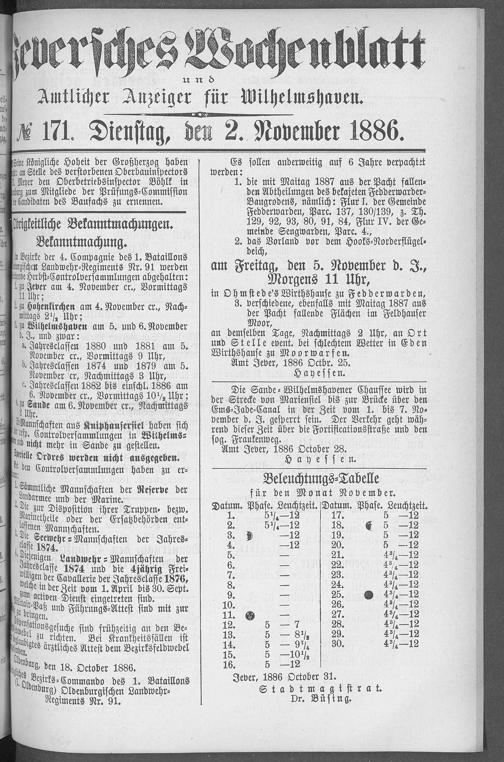 Jeversches Wochenblatt
und
Amtlicher Anzeiger für Wilhelmshaven.
№ 171. Dienstag, den 2. November 1886.
Seine Königliche Hoheit der Großherzog haben
an Stelle des verstorbenen Oberbauinspectors
Meyer den Oberbetriebsinspector Böhlk in
zum Mitgliede der Prüfungs-Commission
Candidaten des Baufachs zu ernennen.
Obrigkeitliche Bekanntmachungen.
Bekanntmachung.
Bezirke der 4. Compagnie des 1. Bataillons
Landwehr-Regiments Nr. 91 werden
Herbst-Controlversammlungen abgehalten:
zu Jever am 4. November cr., Vormittags
11 Uhr;
zu Hohenkirchen am 4. November cr., Nach-
mittags 2½ Uhr;
zu Wilhelmshaven am 5. und 6. November
d. J., und zwar:
a. Jahresclassen 1880 und 1881 am 5.
November cr., Vormittags 9 Uhr,
b. Jahresclassen 1874 und 1879 am 5.
November cr., Nachmittags 2 Uhr,
c. Jahresclassen 1882 bis einschl. 1886 am
6. November cr., Vormittags 10½ Uhr;
zu Sande am 6. November cr., Nachmittags
2 Uhr.
Mannschaften aus Kniphausersiel haben sich
Controlversammlungen in Wilhelms-
und nicht mehr in Sande zu gestellen.
Specielle Ordres werden nicht ausgegeben.
den Controlversammlungen haben zu er-
Sämmtliche Mannschaften der Reserve der
Landarmee und der Marine.
Die zur Disposition ihrer Truppen- bezw.
Marinetheile oder der Ersatzbehörden ent-
lassenen Mannschaften.
Die Seewehr-Mannschaften der Jahres-
classe 1874.
Diejenigen Landwehr-Mannschaften der
Jahresclasse 1874 und die 4jährig Frei-
willigen der Cavallerie der Jahresclasse 1876,
welche in der Zeit vom 1. April bis 30. Sept.
zum activen Dienst eingetreten sind.
Militair-Paß und Führungs-Attest sind mit zur
zu bringen.
Dispensationsgesuche sind frühzeitig an den Be-
zirksfeldwebel zu richten. Bei Krankheitsfällen ist
beglaubigtes ärztliches Attest dem Bezirksfeldwebel
Oldenburg, den 18. October 1886.
Bezirks-Commando des 1. Bataillons
(1. Oldenburg) Oldenburgischen Landwehr-
Regiments Nr. 91.
Es sollen anderweitig auf 6 Jahre verpachtet
werden:
1. die mit Maitag 1887 aus der Pacht fallen-
den Abtheilungen des bekajeten Fedderwarder-
Baugrodens, nämlich: Flur I. der Gemeinde
Fedderwarden, Parc. 137, 130/139, z. Th.
129, 92, 93, 80, 91, 84, Flur IV. der Ge-
meinde Sengwarden, Parc. 4.,
2. das Vorland vor dem Hooks-Norderflügel-
deich,
am Freitag, den 5. November d. J.,
Morgens 11 Uhr,
in Ohmstede's Wirthshause zu Fedderwarden,
3. verschiedene, ebenfalls mit Maitag 1887 aus
der Pacht fallende Flächen im Feldhauser
Moor,
an demselben Tage, Nachmittags 2 Uhr, an Ort
und Stelle event. bei schlechtem Wetter in Eden
Wirthshause zu Moorwarfen.
Amt Jever, 1886 Octbr. 25.
Hayessen.
Die Sande-Wilhelmshavener Chaussee wird in
der Strecke von Mariensiel bis zur Brücke über den
Ems-Jade-Canal in der Zeit vom 1. bis 7. No-
vember d. J. gesperrt sein. Der Verkehr geht wäh-
rend dieser Zeit über die Fortificationsstraße und den
sog. Frankenweg.
Amt Jever, 1886 October 28.
Hayessen.
Beleuchtungs-Tabelle
für den Monat November.
Datum. Phase. Leuchtzeit. Datum. Phase. Leuchtzeit.
1. 5¼—12 17. 5 —12
2. 5¼—12 18. 5 —12
3. 5¼—12 19. 5 —12
4. —12 20. 5 —12
5. — 21. 4¾—12
6. — 22. 4¾—12
7. — 23. 4¾—12
8. — 24. 4¾—12
9. — 25. 4¾—12
10. — 26. 4¾—12
11. — 27. 4¾—12
12. 5 — 7 28. 4¾—12
13. 5 — 8½ 29. 4¾—12
14. 5 — 9¼ 30. 4¾—12
15. 5 —10½
16. 5 —12
Jever, 1886 October 31.
Stadtmagistrat.
Dr. Büsing.